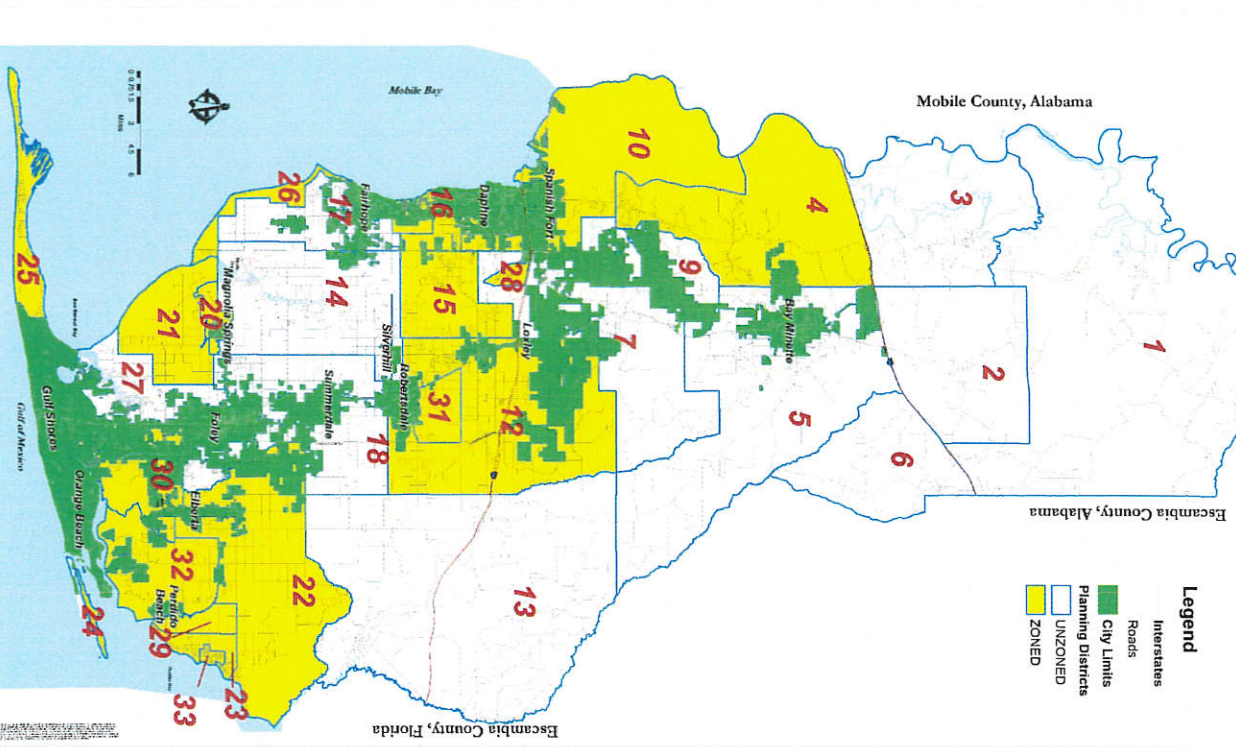 Mobile County, Alabama
Escambia County, Alabama
Escambia County, Florida
Mobile Bay
Gulf of Mexico
Legend
Interstates
Roads
City Limits
Planning Districts
UNZONED
ZONED
Miles
1
2
3
4
5
6
7
9
Bay Minette
10
Spanish Fort
Daphne
28
Loxley
12
13
15
16
31
Fairhope
17
14
Silverhill
Robertsdale
18
26
Summerdale
Magnolia Springs
20
21
22
Foley
Elberta
27
30
32
Perdido
Beach
29
23
33
Gulf Shores
Orange Beach
24
25